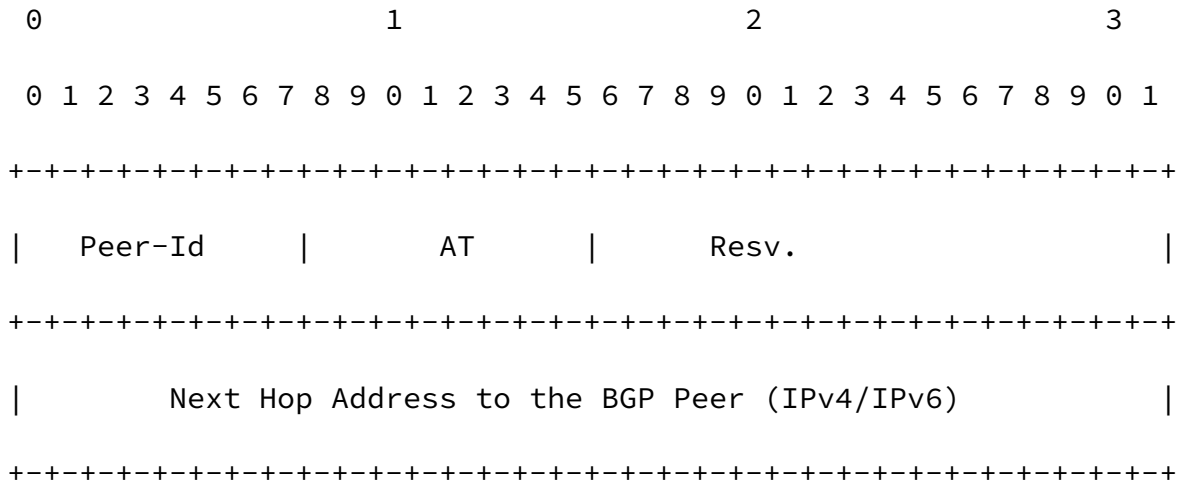 0                   1                   2                   3
0 1 2 3 4 5 6 7 8 9 0 1 2 3 4 5 6 7 8 9 0 1 2 3 4 5 6 7 8 9 0 1
+-+-+-+-+-+-+-+-+-+-+-+-+-+-+-+-+-+-+-+-+-+-+-+-+-+-+-+-+-+-+-+-+
|   Peer-Id     |       AT      |      Resv.                    |
+-+-+-+-+-+-+-+-+-+-+-+-+-+-+-+-+-+-+-+-+-+-+-+-+-+-+-+-+-+-+-+-+
|        Next Hop Address to the BGP Peer (IPv4/IPv6)           |
+-+-+-+-+-+-+-+-+-+-+-+-+-+-+-+-+-+-+-+-+-+-+-+-+-+-+-+-+-+-+-+-+